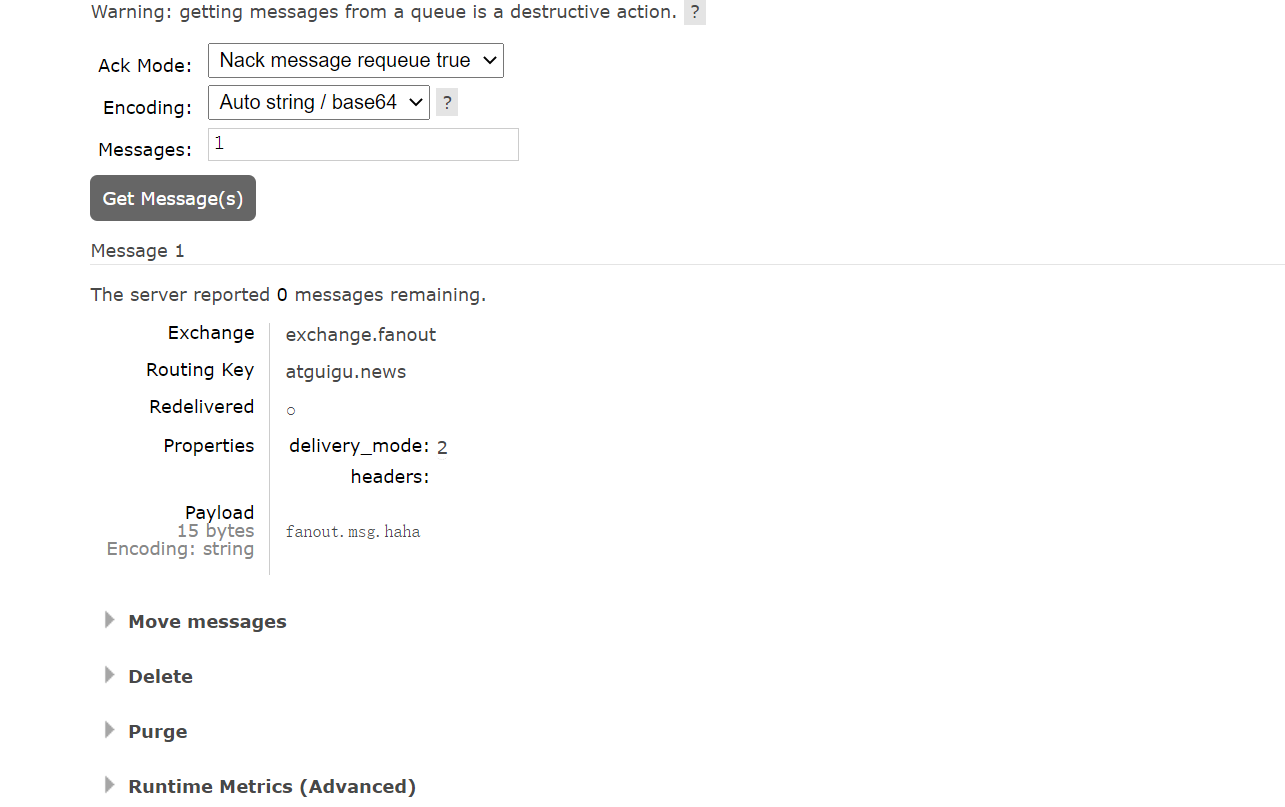 Warning: getting messages from a queue is a destructive action. ?
Ack Mode: Nack message requeue true
Encoding: Auto string / base64 ?
Messages: 1
Get Message(s)
Message 1
The server reported 0 messages remaining.
Exchange exchange.fanout
Routing Key atguigu.news
Redelivered ○
Properties delivery_mode: 2
headers:
Payload
15 bytes fanout.msg.haha
Encoding: string
Move messages
Delete
Purge
Runtime Metrics (Advanced)